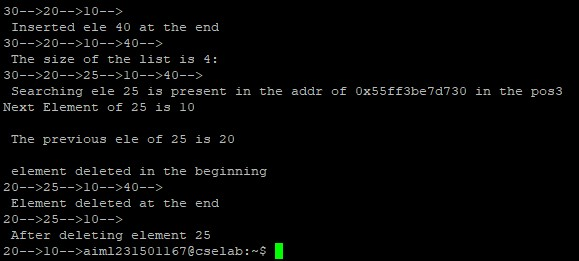 30-->20-->10-->
Inserted ele 40 at the end
30-->20-->10-->40-->
The size of the list is 4:
30-->20-->25-->10-->40-->
Searching ele 25 is present in the addr of 0x55ff3be7d730 in the pos3
Next Element of 25 is 10
The previous ele of 25 is 20
element deleted in the beginning
20-->25-->10-->40-->
Element deleted at the end
20-->25-->10-->
After deleting element 25
20-->10-->aiml231501167@cselab:~$